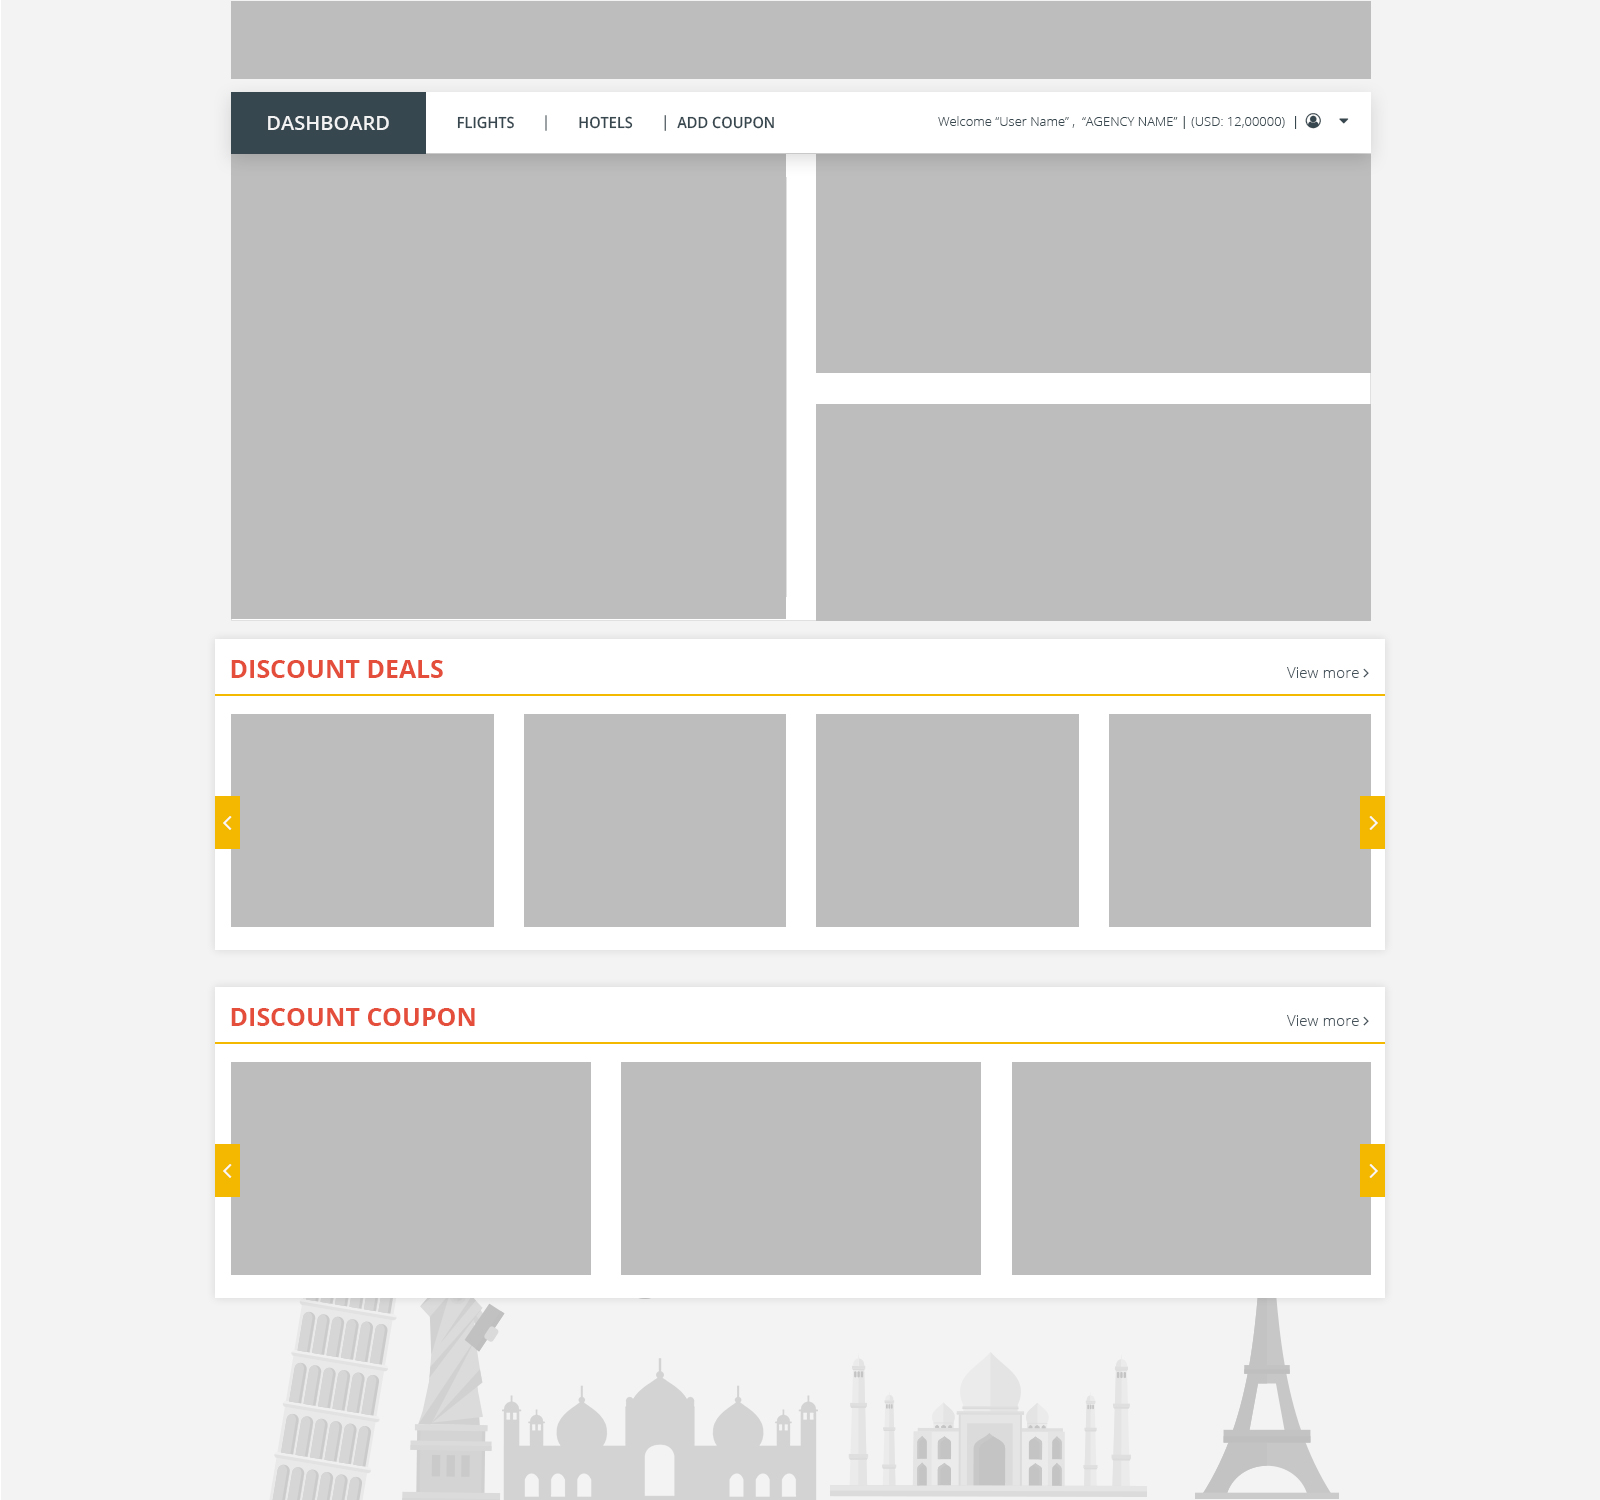 DASHBOARD FLIGHTS | HOTELS | ADD COUPON Welcome “User Name” , “AGENCY NAME” | (USD: 12,00000) |
DISCOUNT DEALS View more
DISCOUNT COUPON View more